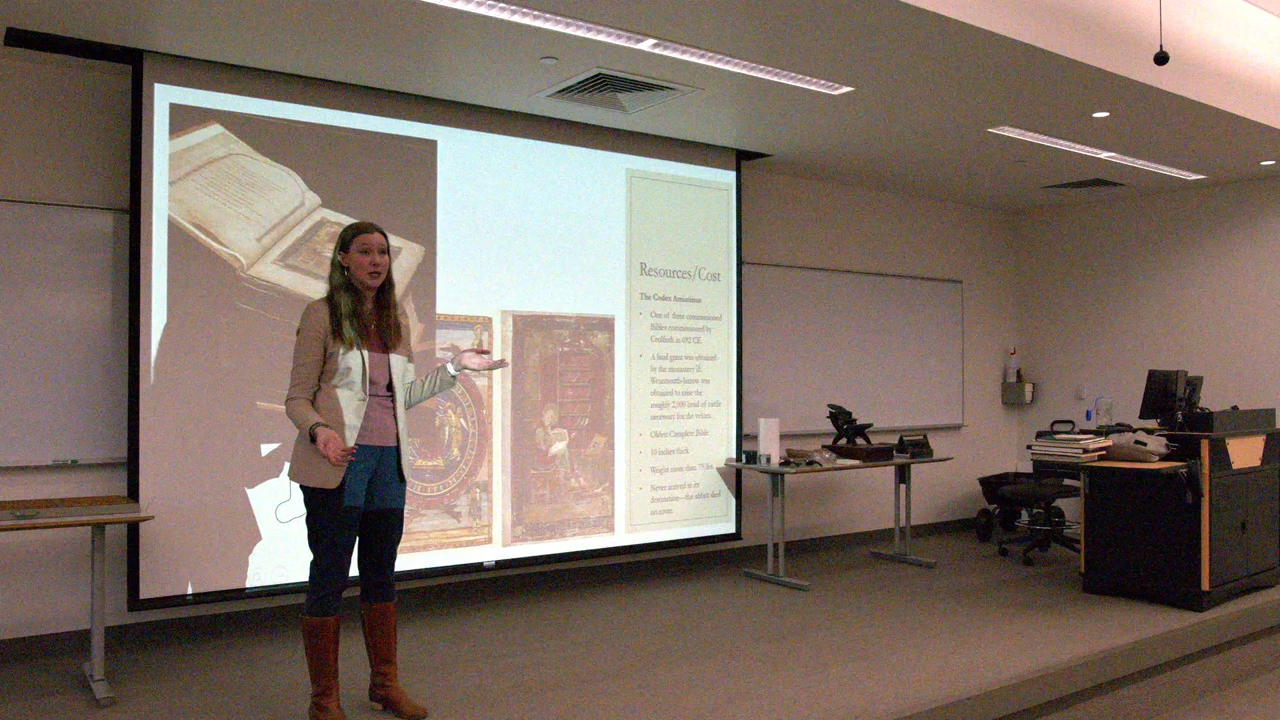 Resources/Cost
The Codex Amiatinus
• One of three commissioned
Bibles commissioned by
Ceolfrith in 692 CE.
• A land grant was obtained
by the monastery at
Wearmouth-Jarrow was
obtained to raise the
roughly 2,000 head of cattle
necessary for the vellum.
• Oldest Complete Bible
• 10 inches thick
• Weighs more than 75 lbs.
• Never arrived at its
destination—the abbot died
en route.